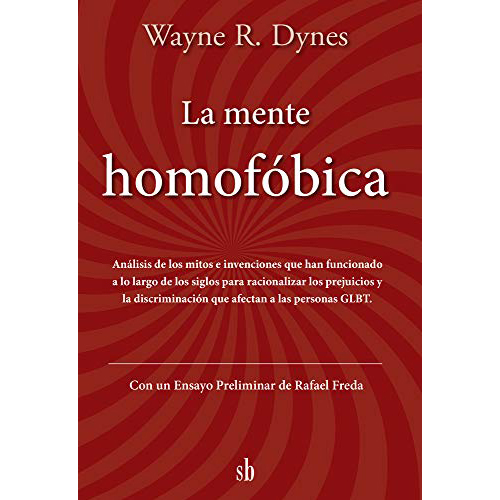 Wayne R. Dynes
La mente
homofóbica
Análisis de los mitos e invenciones que han funcionado
a lo largo de los siglos para racionalizar los prejuicios y
la discriminación que afectan a las personas GLBT.
Con un Ensayo Preliminar de Rafael Freda
sb